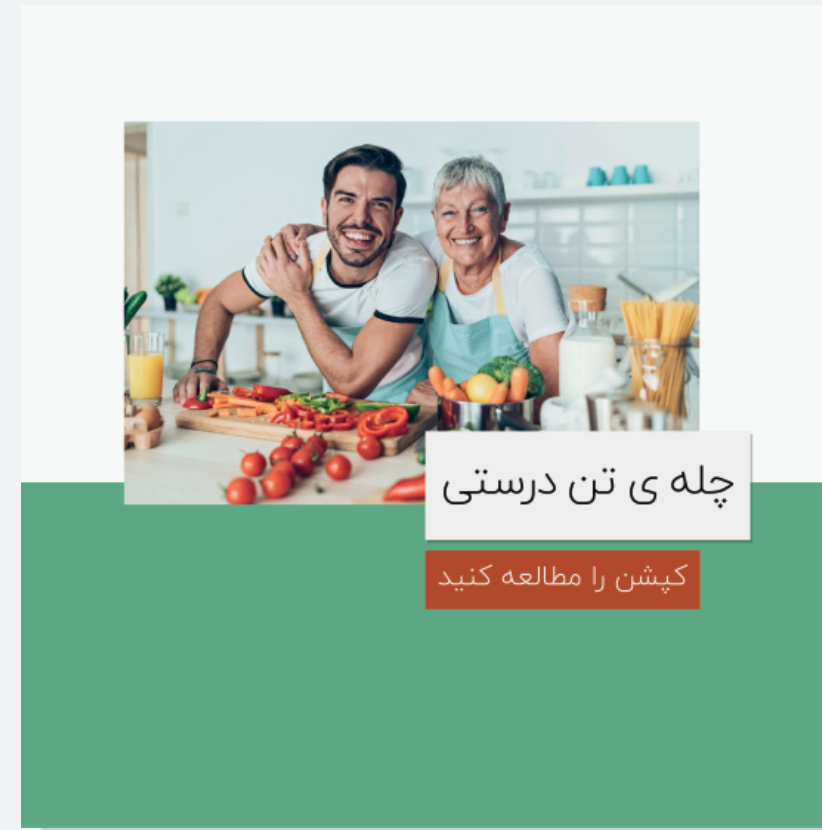 چله ی تن درستی
کپشن را مطالعه کنید